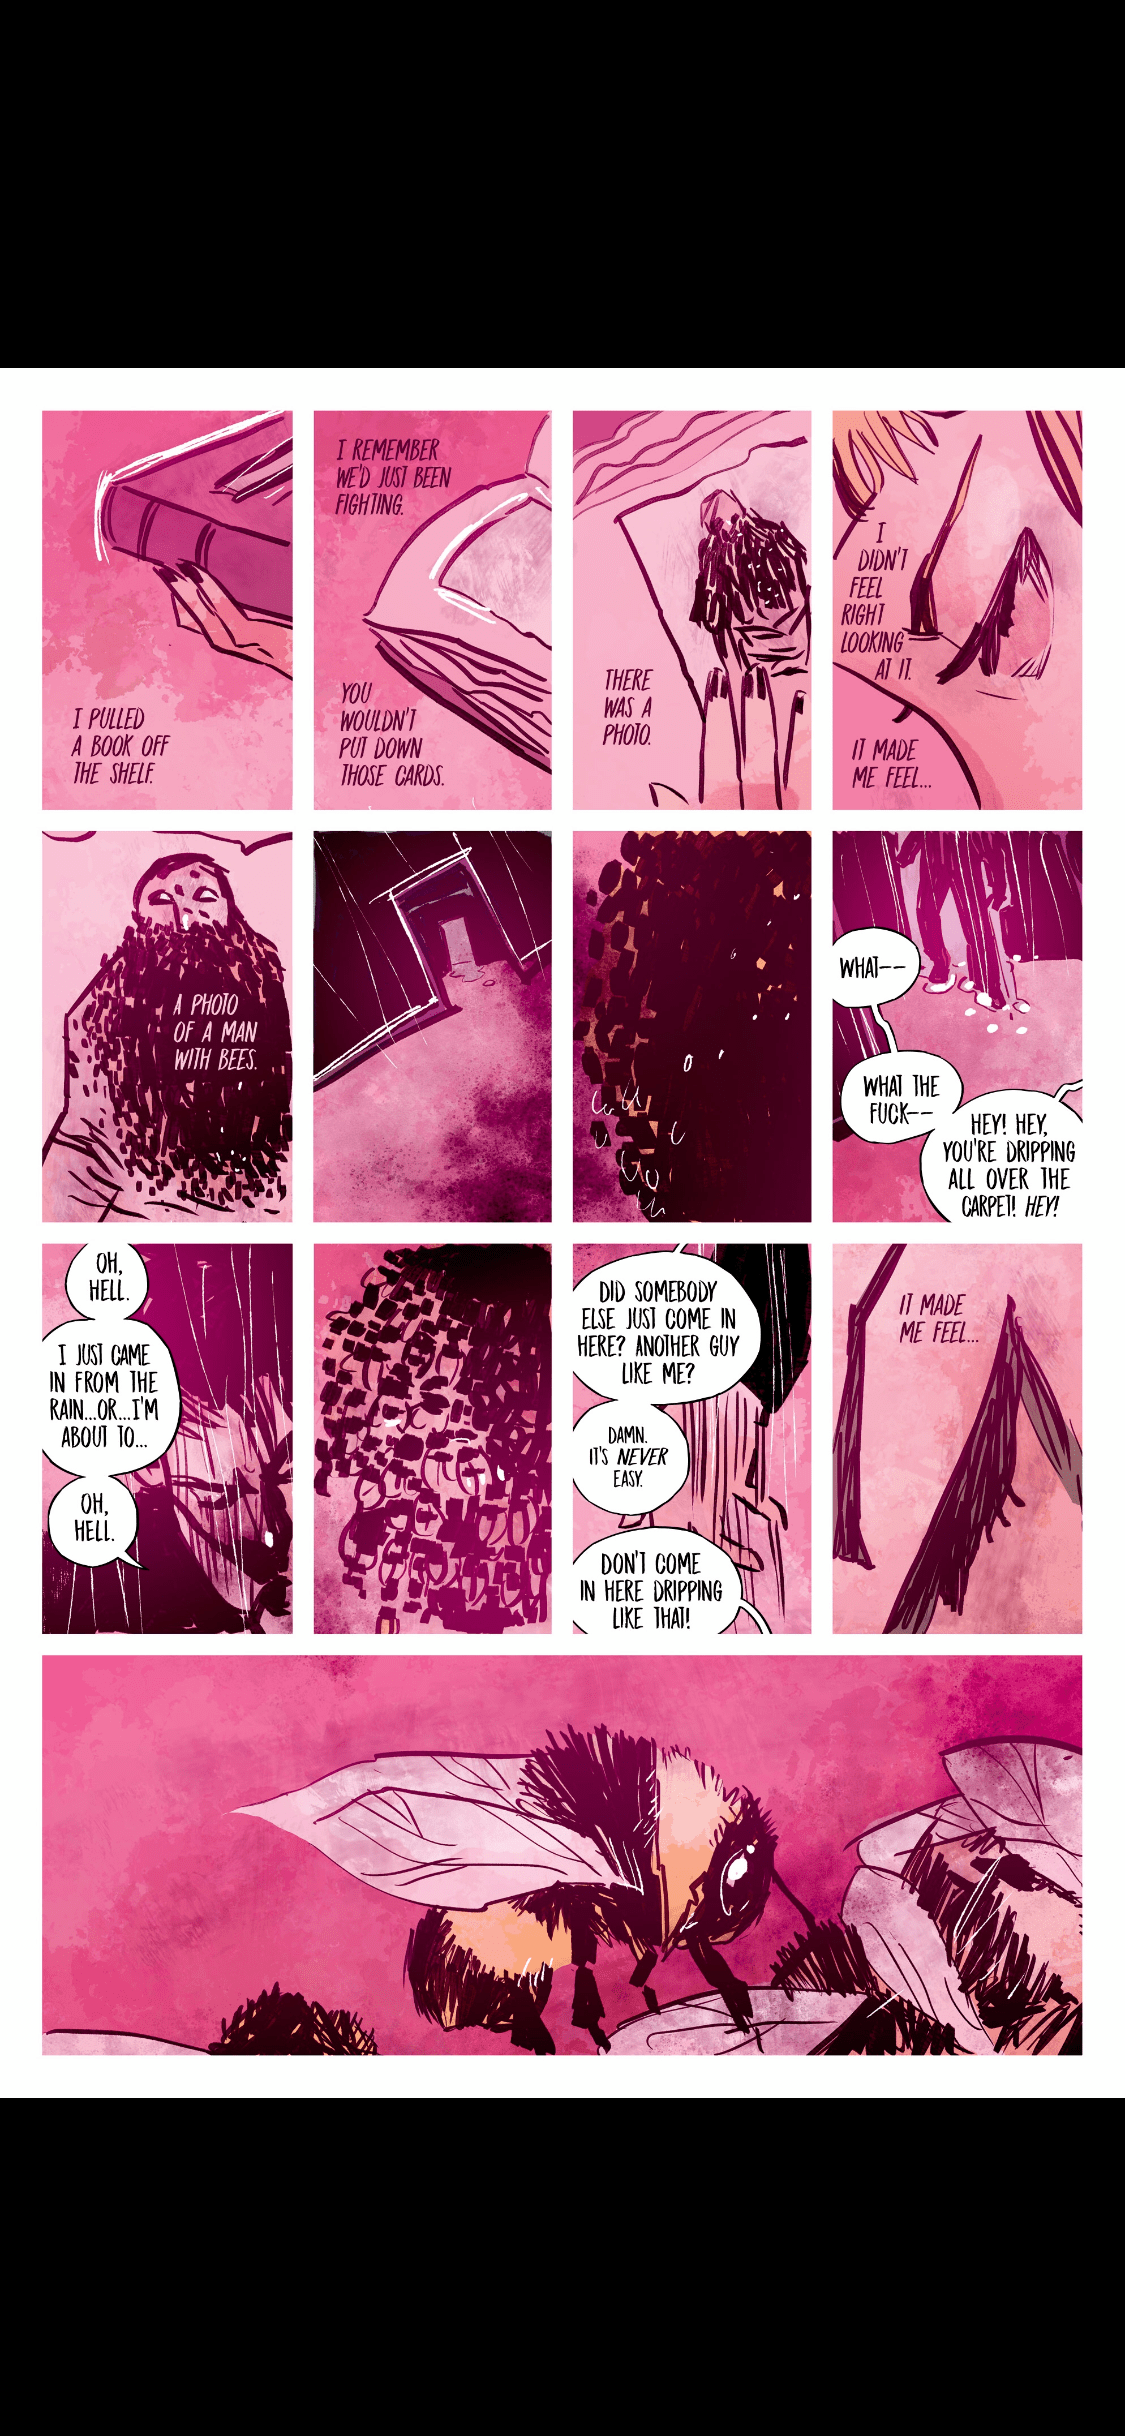 I PULLED
A BOOK OFF
THE SHELF.
I REMEMBER
WE'D JUST BEEN
FIGHTING.
YOU
WOULDN'T
PUT DOWN
THOSE CARDS.
THERE
WAS A
PHOTO.
I
DIDN'T
FEEL
RIGHT
LOOKING
AT IT.
IT MADE
ME FEEL...
A PHOTO
OF A MAN
WITH BEES.
WHAT--
WHAT THE
FUCK--
HEY! HEY,
YOU'RE DRIPPING
ALL OVER THE
CARPET! HEY!
OH,
HELL.
I JUST CAME
IN FROM THE
RAIN...OR...I'M
ABOUT TO...
OH,
HELL.
DID SOMEBODY
ELSE JUST COME IN
HERE? ANOTHER GUY
LIKE ME?
DAMN.
IT'S NEVER
EASY.
DON'T COME
IN HERE DRIPPING
LIKE THAT!
IT MADE
ME FEEL...